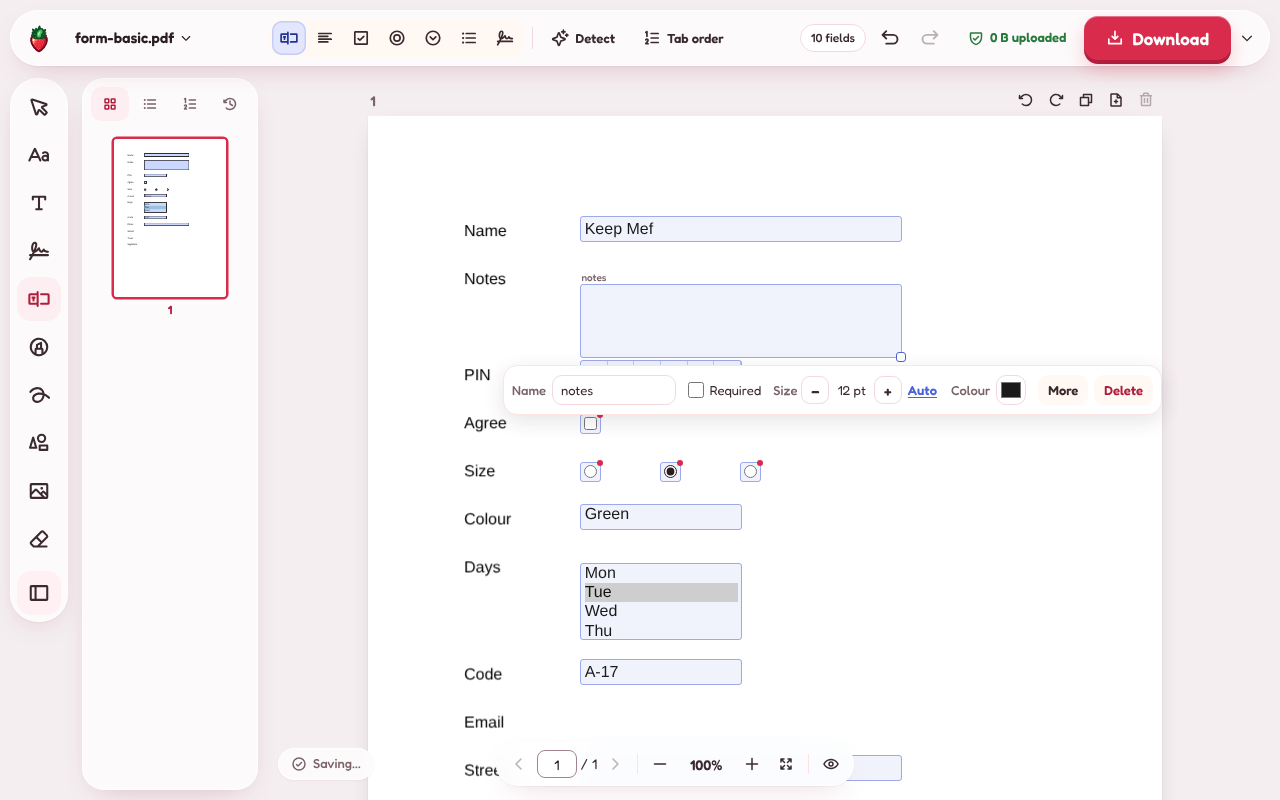 form-basic.pdf
Detect
Tab order
10 fields
0 B uploaded
Download
Aa
T
1
1
Name
Keep Mef
Notes
notes
PIN
Name
notes
Required
Size
12 pt
Auto
Colour
More
Delete
Agree
Size
Colour
Green
Days
Mon
Tue
Wed
Thu
Code
A-17
Email
Saving...
1 / 1
100%